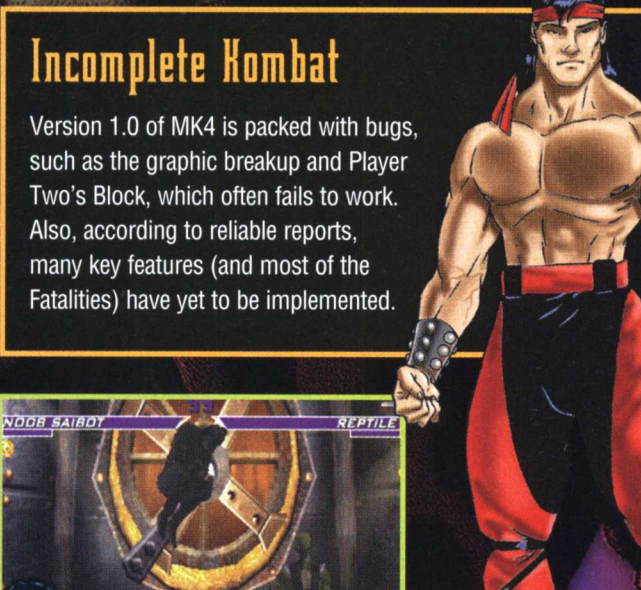 Incomplete Kombat
Version 1.0 of MK4 is packed with bugs,
such as the graphic breakup and Player
Two's Block, which often fails to work.
Also, according to reliable reports,
many key features (and most of the
Fatalities) have yet to be implemented.
NOOB SAIBOT REPTILE